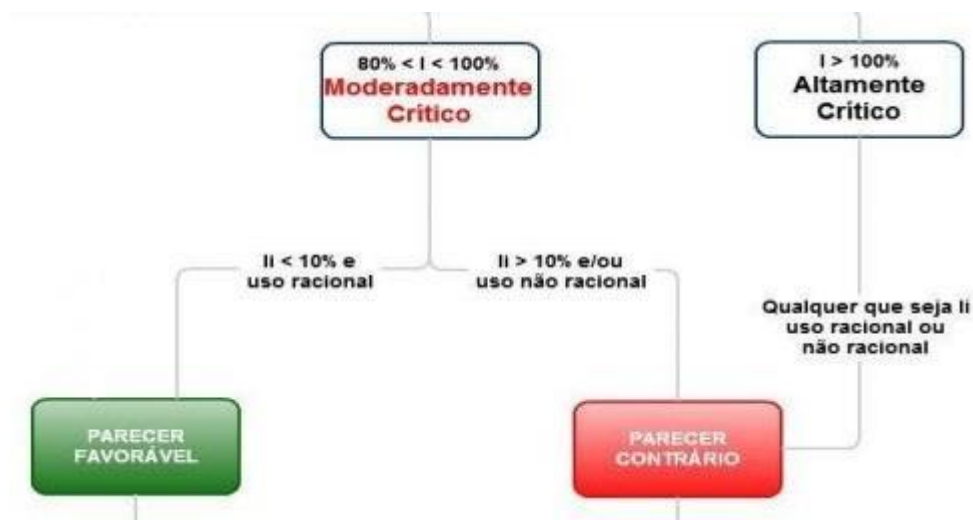 80% < I < 100%
Moderadamente
Crítico
I > 100%
Altamente
Crítico
Ii < 10% e
uso racional
Ii > 10% e/ou
uso não racional
Qualquer que seja Ii
uso racional ou
não racional
PARECER
FAVORÁVEL
PARECER
CONTRÁRIO